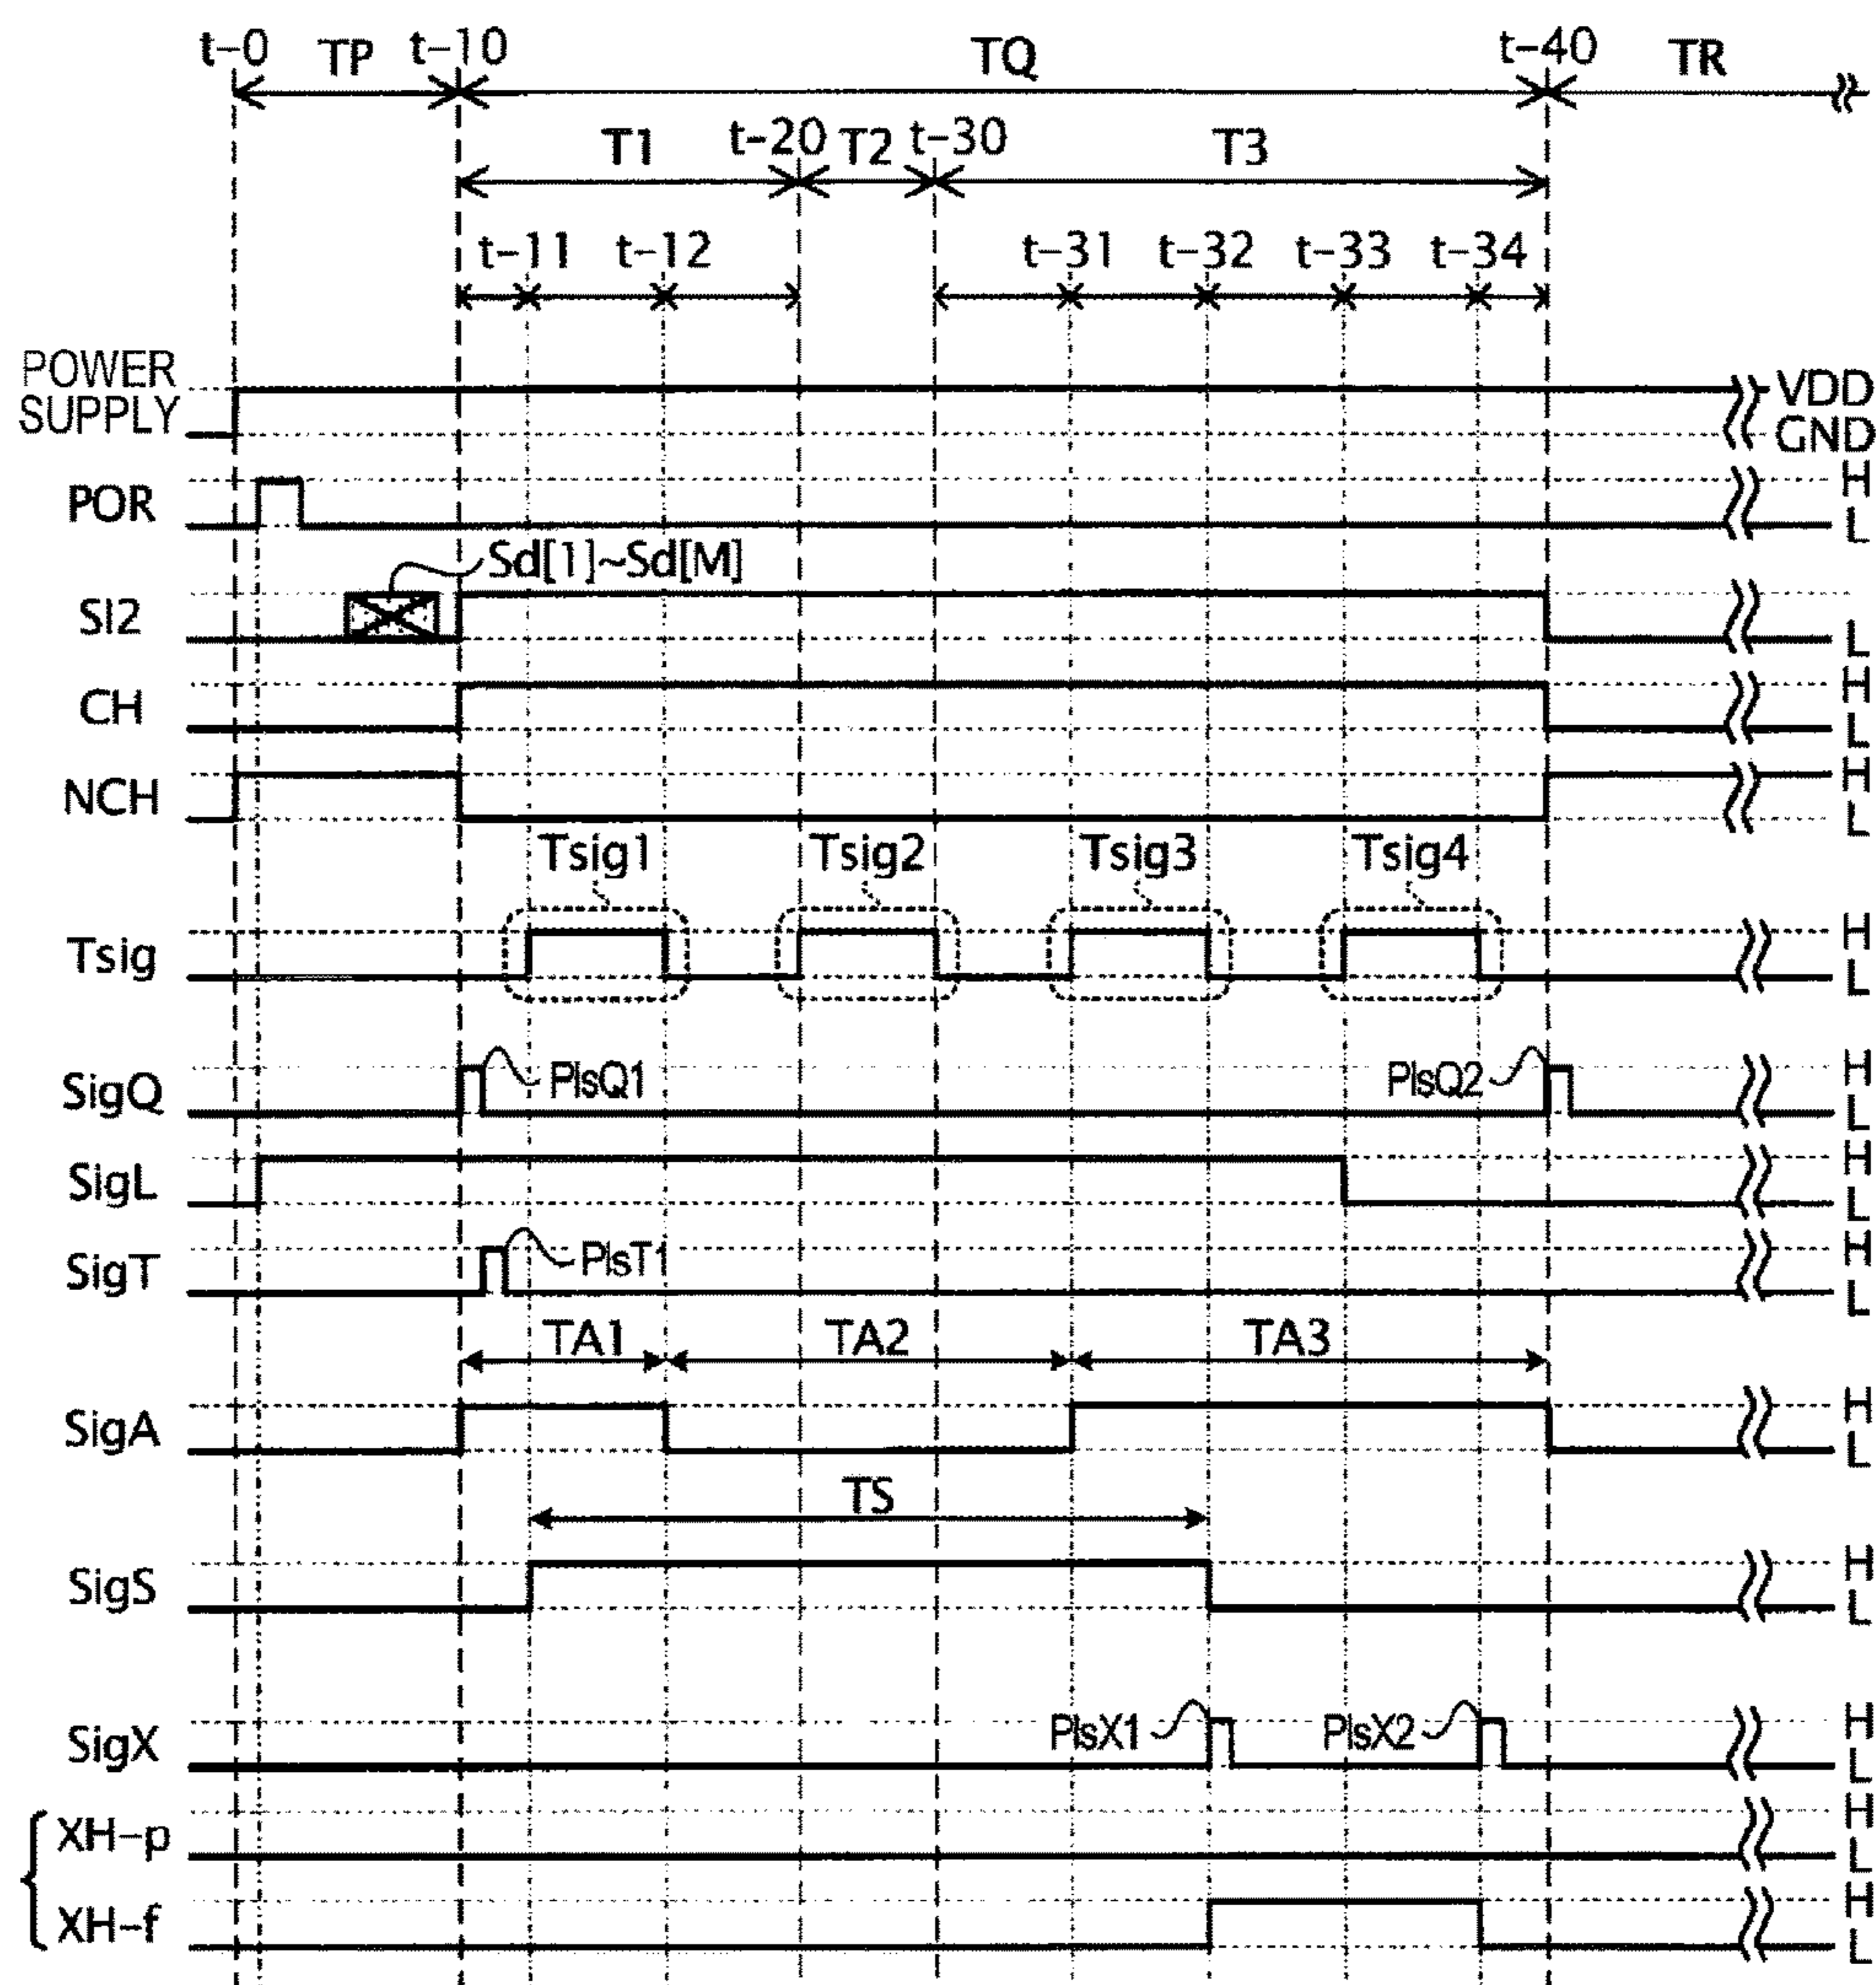 t-0 TP t-10 TQ t-40 TR
T1 t-20 T2 t-30 T3
t-11 t-12 t-31 t-32 t-33 t-34
POWER
SUPPLY
VDD
GND
POR H
L
Sd[1]~Sd[M]
SI2
L
CH H
L
NCH H
L
Tsig1 Tsig2 Tsig3 Tsig4
Tsig H
L
SigQ PlsQ1 PlsQ2 H
L
SigL H
L
SigT PlsT1 H
L
TA1 TA2 TA3
SigA H
L
TS
SigS H
L
SigX PlsX1 PlsX2 H
L
XH-p H
L
XH-f H
L